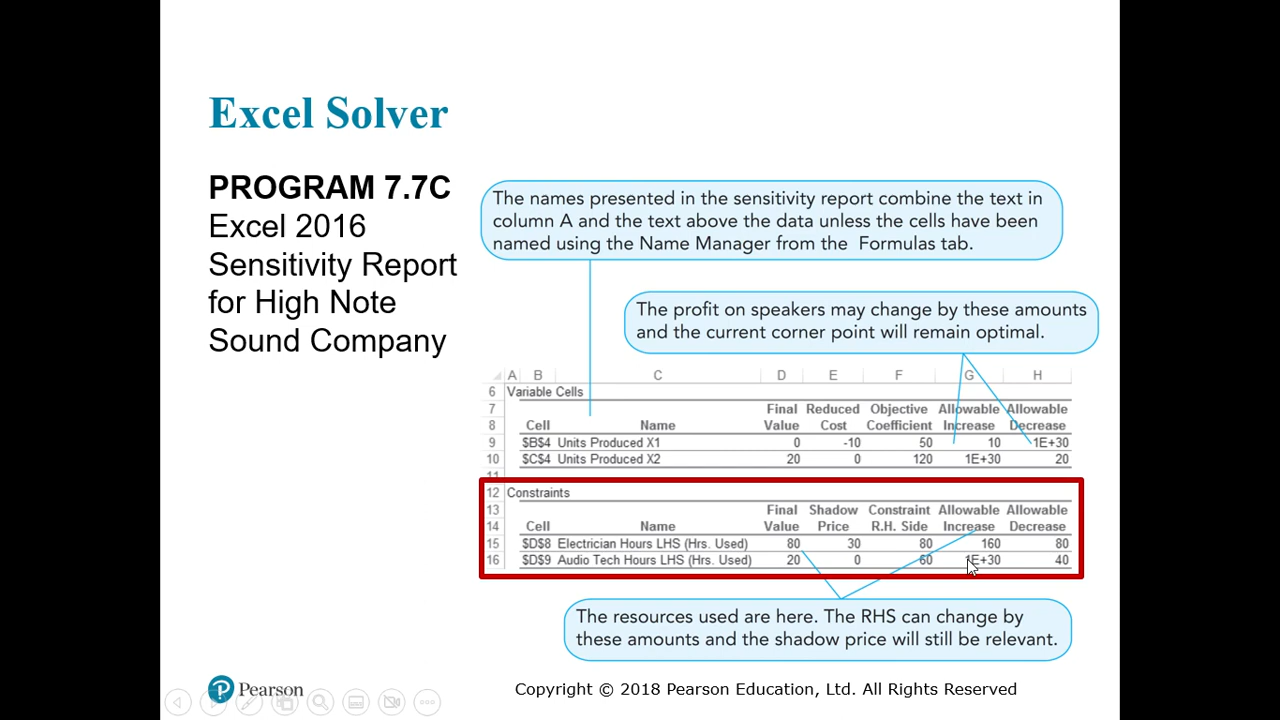 Excel Solver
PROGRAM 7.7C
Excel 2016
Sensitivity Report
for High Note
Sound Company
The names presented in the sensitivity report combine the text in
column A and the text above the data unless the cells have been
named using the Name Manager from the Formulas tab.
The profit on speakers may change by these amounts
and the current corner point will remain optimal.
A B C D E F G H
6 Variable Cells
7 Final Reduced Objective Allowable Allowable
8 Cell Name Value Cost Coefficient Increase Decrease
9 $B$4 Units Produced X1 0 -10 50 10 1E+30
10 $C$4 Units Produced X2 20 0 120 1E+30 20
11
12 Constraints
13 Final Shadow Constraint Allowable Allowable
14 Cell Name Value Price R.H. Side Increase Decrease
15 $D$8 Electrician Hours LHS (Hrs. Used) 80 30 80 160 80
16 $D$9 Audio Tech Hours LHS (Hrs. Used) 20 0 60 1E+30 40
The resources used are here. The RHS can change by
these amounts and the shadow price will still be relevant.
P Pearson
Copyright © 2018 Pearson Education, Ltd. All Rights Reserved